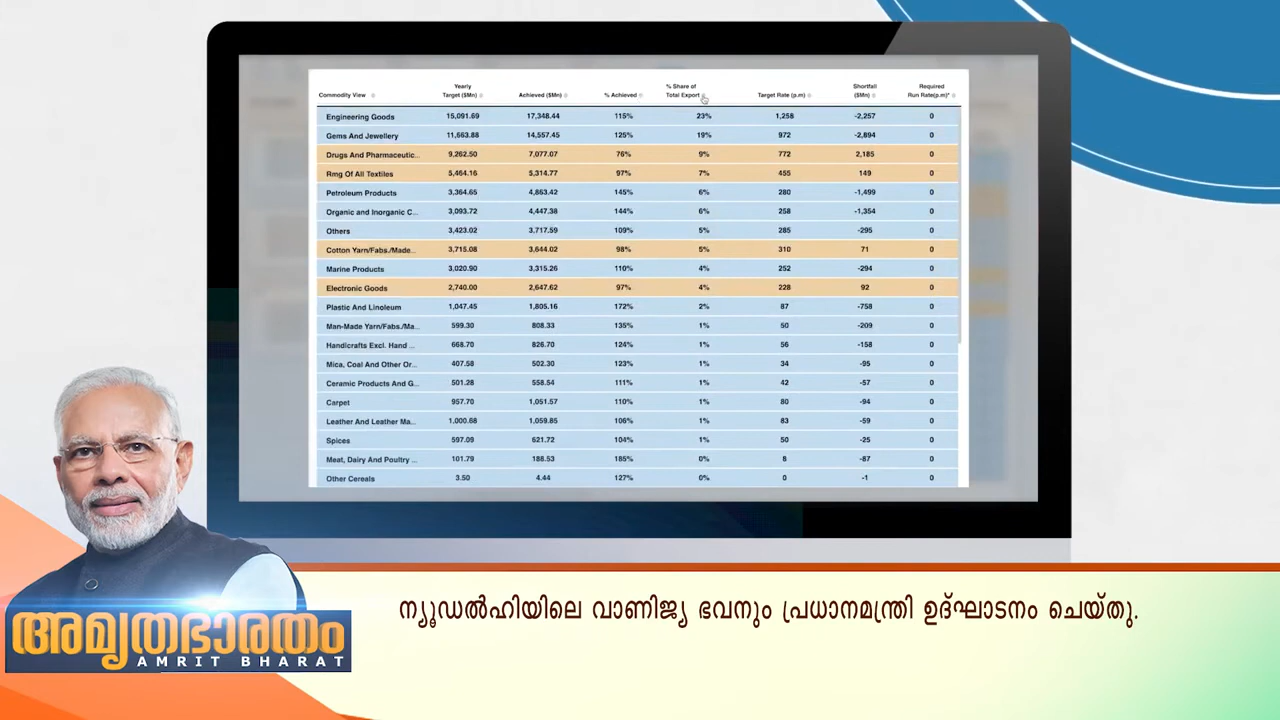 Commodity View Yearly Target ($Mn) Achieved ($Mn) % Achieved % Share of Total Export Target Rate (p.m) Shortfall ($Mn) Required Run Rate(p.m)*
Engineering Goods 15,091.69 17,348.44 115% 23% 1,258 -2,257 0
Gems And Jewellery 11,663.88 14,557.45 125% 19% 972 -2,894 0
Drugs And Pharmaceutic... 9,262.50 7,077.07 76% 9% 772 2,185 0
Rmg Of All Textiles 5,464.16 5,314.77 97% 7% 455 149 0
Petroleum Products 3,364.65 4,863.42 145% 6% 280 -1,499 0
Organic and Inorganic C... 3,093.72 4,447.38 144% 6% 258 -1,354 0
Others 3,423.02 3,717.59 109% 5% 285 -295 0
Cotton Yarn/Fabs./Made... 3,715.08 3,644.02 98% 5% 310 71 0
Marine Products 3,020.90 3,315.26 110% 4% 252 -294 0
Electronic Goods 2,740.00 2,647.62 97% 4% 228 92 0
Plastic And Linoleum 1,047.45 1,805.16 172% 2% 87 -758 0
Man-Made Yarn/Fabs./Ma... 599.30 808.33 135% 1% 50 -209 0
Handicrafts Excl. Hand ... 668.70 826.70 124% 1% 56 -158 0
Mica, Coal And Other Or... 407.58 502.30 123% 1% 34 -95 0
Ceramic Products And G... 501.28 558.54 111% 1% 42 -57 0
Carpet 957.70 1,051.57 110% 1% 80 -94 0
Leather And Leather Ma... 1,000.68 1,059.85 106% 1% 83 -59 0
Spices 597.09 621.72 104% 1% 50 -25 0
Meat, Dairy And Poultry ... 101.79 188.53 185% 0% 8 -87 0
Other Cereals 3.50 4.44 127% 0% 0 -1 0
ന്യൂഡൽഹിയിലെ വാണിജ്യ ഭവനും പ്രധാനമന്ത്രി ഉദ്ഘാടനം ചെയ്തു.
അമൃതഭാരതം
AMRIT BHARAT